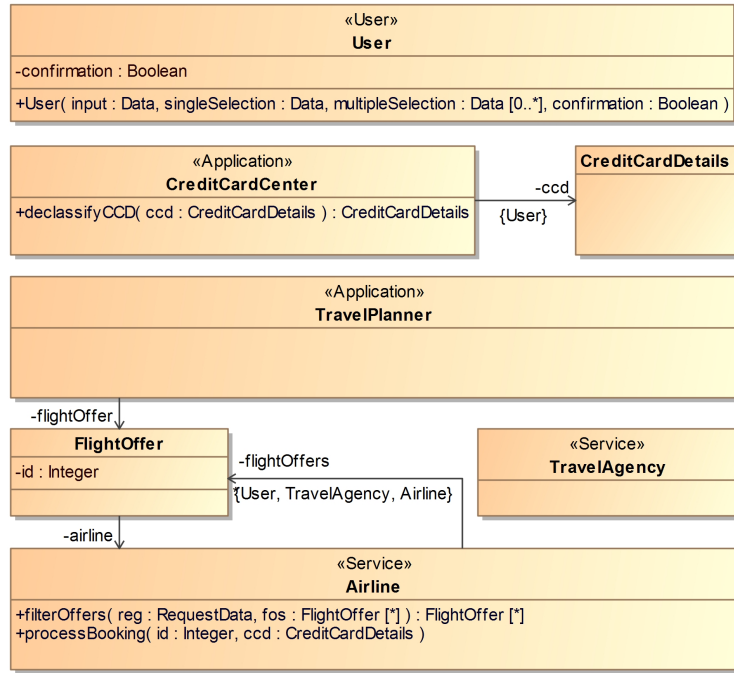 «User»
User
-confirmation : Boolean
+User( input : Data, singleSelection : Data, multipleSelection : Data [0..*], confirmation : Boolean )
«Application»
CreditCardCenter
+declassifyCCD( ccd : CreditCardDetails ) : CreditCardDetails
-ccd
{User}
CreditCardDetails
«Application»
TravelPlanner
-flightOffer
FlightOffer
-id : Integer
-flightOffers
*
{User, TravelAgency, Airline}
«Service»
TravelAgency
-airline
«Service»
Airline
+filterOffers( reg : RequestData, fos : FlightOffer [*] ) : FlightOffer [*]
+processBooking( id : Integer, ccd : CreditCardDetails )